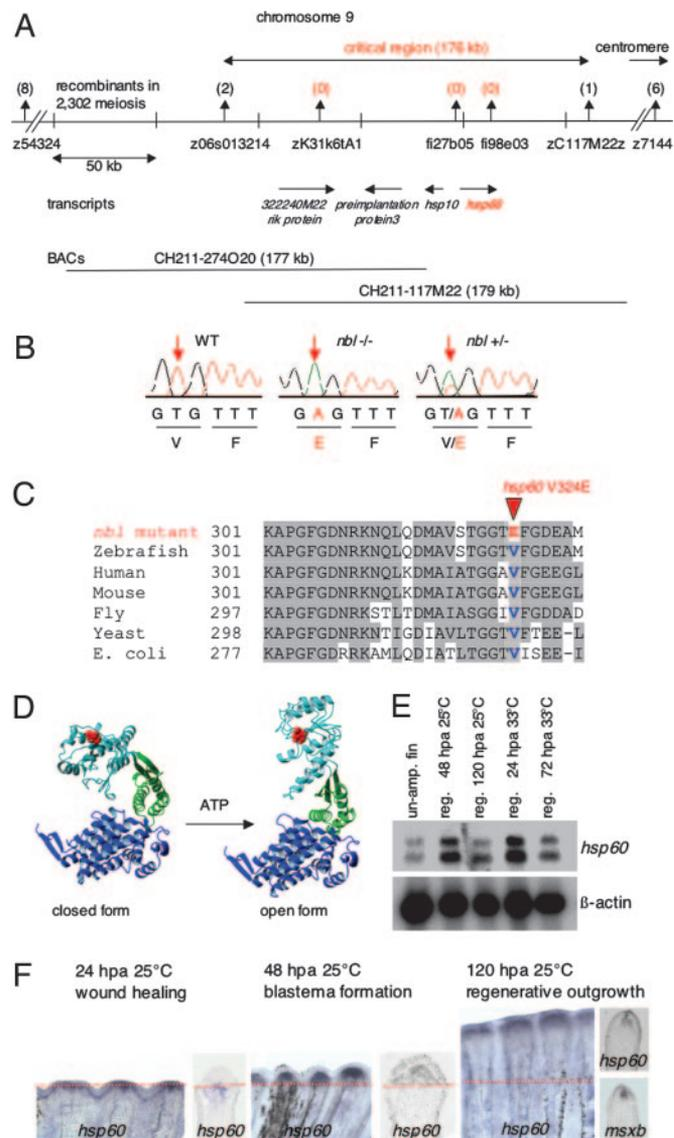 A
chromosome 9
critical region (176 kb)
centromere
(8)
recombinants in
2,302 meiosis
(2)
(0)
(0)
(0)
(1)
(6)
z54324
50 kb
z06s013214
zK31k6tA1
fi27b05
fi98e03
zC117M22z
z7144
transcripts
322240M22
rik protein
preimplantation
protein3
hsp10
hsp60
BACs
CH211-274O20 (177 kb)
CH211-117M22 (179 kb)
B
WT
nbl -/-
nbl +/-
G T G T T T
G A G T T T
G T/A G T T T
V F
E F
V/E F
C
hsp60 V324E
nbl mutant 301 KAPGFGDNRKNQLQDMAVSTGGTEFGDEAM
Zebrafish 301 KAPGFGDNRKNQLQDMAVSTGGTVFGDEAM
Human 301 KAPGFGDNRKNQLKDMAIATGGAVFGEEGL
Mouse 301 KAPGFGDNRKNQLKDMAIATGGAVFGEEGL
Fly 297 KAPGFGDNRKSTLTDMAIASGGIVFGDDAD
Yeast 298 KAPGFGDNRKNTIGDIAVLTGGTVFTEE-L
E. coli 277 KAPGFGDRRKAMLQDIATLTGGTVISEE-I
D
ATP
closed form
open form
E
un-amp. fin
reg. 48 hpa 25°C
reg. 120 hpa 25°C
reg. 24 hpa 33°C
reg. 72 hpa 33°C
hsp60
ß-actin
F
24 hpa 25°C
wound healing
48 hpa 25°C
blastema formation
120 hpa 25°C
regenerative outgrowth
hsp60
hsp60
hsp60
hsp60
hsp60
hsp60
msxb